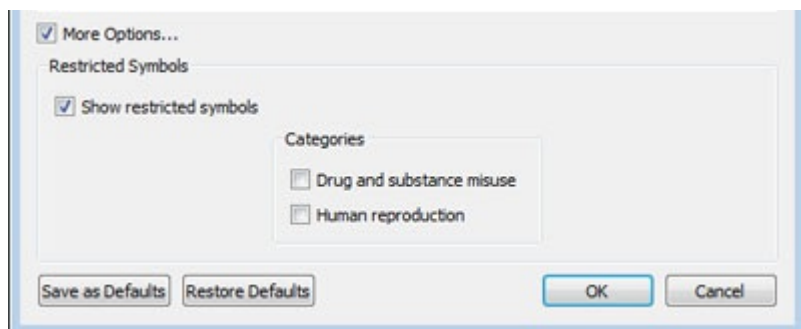 More Options...
Restricted Symbols
Show restricted symbols
Categories
Drug and substance misuse
Human reproduction
Save as Defaults Restore Defaults OK Cancel